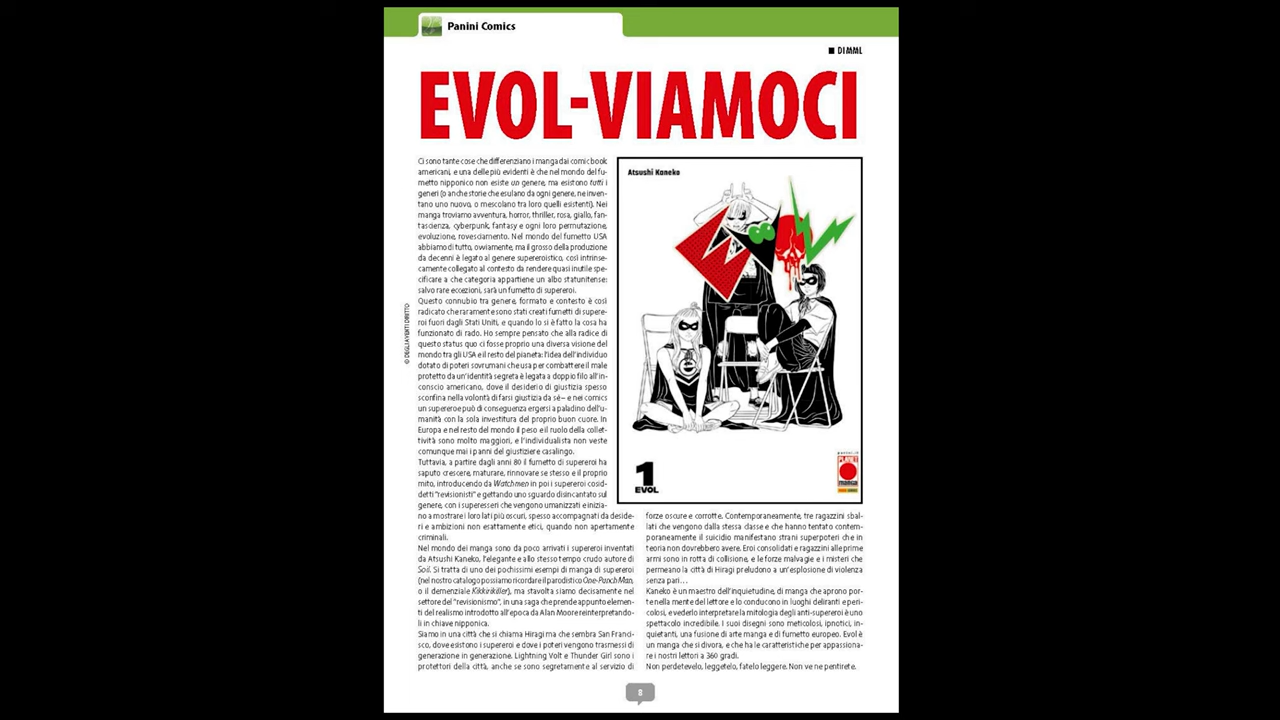 Panini Comics
■ DIMML
EVOL-VIAMOCI
Ci sono tante cose che differenziano i manga dai comic book
americani, e una delle più evidenti è che nel mondo del fu-
metto nipponico non esiste un genere, ma esistono tutti i
generi (o anche storie che esulano da ogni genere, ne inven-
tano uno nuovo, o mescolano tra loro quelli esistenti). Nei
manga troviamo avventura, horror, thriller, rosa, giallo, fan-
tascienza, cyberpunk, fantasy e ogni loro permutazione,
evoluzione, rovesciamento. Nel mondo del fumetto USA
abbiamo di tutto, ovviamente, ma il grosso della produzione
da decenni è legato al genere supereroistico, così intrinse-
camente collegato al contesto da rendere quasi inutile spe-
cificare a che categoria appartiene un albo statunitense:
salvo rare eccezioni, sarà un fumetto di supereroi.
Questo connubio tra genere, formato e contesto è così
radicato che raramente sono stati creati fumetti di supere-
roi fuori dagli Stati Uniti, e quando lo si è fatto la cosa ha
funzionato di rado. Ho sempre pensato che alla radice di
questo status quo ci fosse proprio una diversa visione del
mondo tra gli USA e il resto del pianeta: l'idea dell'individuo
dotato di poteri sovrumani che usa per combattere il male
protetto da un'identità segreta è legata a doppio filo all'in-
conscio americano, dove il desiderio di giustizia spesso
sconfina nella volontà di farsi giustizia da sé – e nei comics
un supereroe può di conseguenza ergersi a paladino dell'u-
manità con la sola investitura del proprio buon cuore. In
Europa e nel resto del mondo il peso e il ruolo della collet-
tività sono molto maggiori, e l'individualista non veste
comunque mai i panni del giustiziere casalingo.
Tuttavia, a partire dagli anni 80 il fumetto di supereroi ha
saputo crescere, maturare, rinnovare se stesso e il proprio
mito, introducendo da Watchmen in poi i supereroi cosid-
detti "revisionisti" e gettando uno sguardo disincantato sul
genere, con i superesseri che vengono umanizzati e inizia-
no a mostrare i loro lati più oscuri, spesso accompagnati da deside-
ri e ambizioni non esattamente etici, quando non apertamente
criminali.
Nel mondo dei manga sono da poco arrivati i supereroi inventati
da Atsushi Kaneko, l'elegante e allo stesso tempo crudo autore di
Soil. Si tratta di uno dei pochissimi esempi di manga di supereroi
(nel nostro catalogo possiamo ricordare il parodistico One-Punch Man,
o il demenziale Kikkirikiller), ma stavolta siamo decisamente nel
settore del "revisionismo", in una saga che prende appunto elemen-
ti del realismo introdotto all'epoca da Alan Moore reinterpretando-
li in chiave nipponica.
Siamo in una città che si chiama Hiragi ma che sembra San Franci-
sco, dove esistono i supereroi e dove i poteri vengono trasmessi di
generazione in generazione. Lightning Volt e Thunder Girl sono i
protettori della città, anche se sono segretamente al servizio di
© DEGLI AVENTI DIRITTO
Atsushi Kaneko
1
EVOL
PLANET
manga
forze oscure e corrotte. Contemporaneamente, tre ragazzini sbal-
lati che vengono dalla stessa classe e che hanno tentato contem-
poraneamente il suicidio manifestano strani superpoteri che in
teoria non dovrebbero avere. Eroi consolidati e ragazzini alle prime
armi sono in rotta di collisione, e le forze malvagie e i misteri che
permeano la città di Hiragi preludono a un'esplosione di violenza
senza pari…
Kaneko è un maestro dell'inquietudine, di manga che aprono por-
te nella mente del lettore e lo conducono in luoghi deliranti e peri-
colosi, e vederlo interpretare la mitologia degli anti-supereroi è uno
spettacolo incredibile. I suoi disegni sono meticolosi, ipnotici, in-
quietanti, una fusione di arte manga e di fumetto europeo. Evol è
un manga che si divora, e che ha le caratteristiche per appassiona-
re i nostri lettori a 360 gradi.
Non perdetevelo, leggetelo, fatelo leggere. Non ve ne pentirete.
8